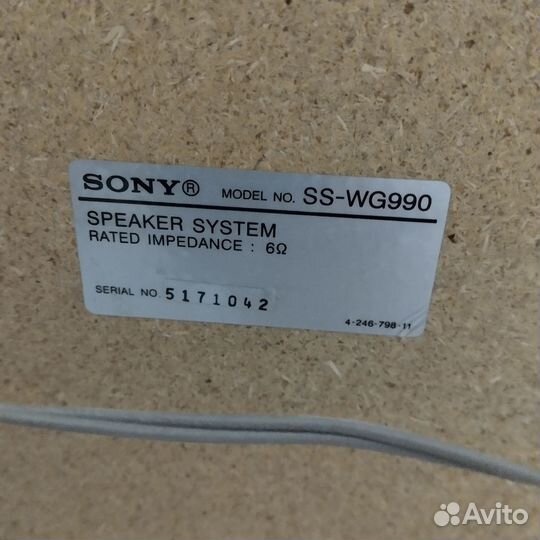 SONY® MODEL NO. SS-WG990
SPEAKER SYSTEM
RATED IMPEDANCE : 6Ω
SERIAL NO. 5171042
4-246-798-11
Avito